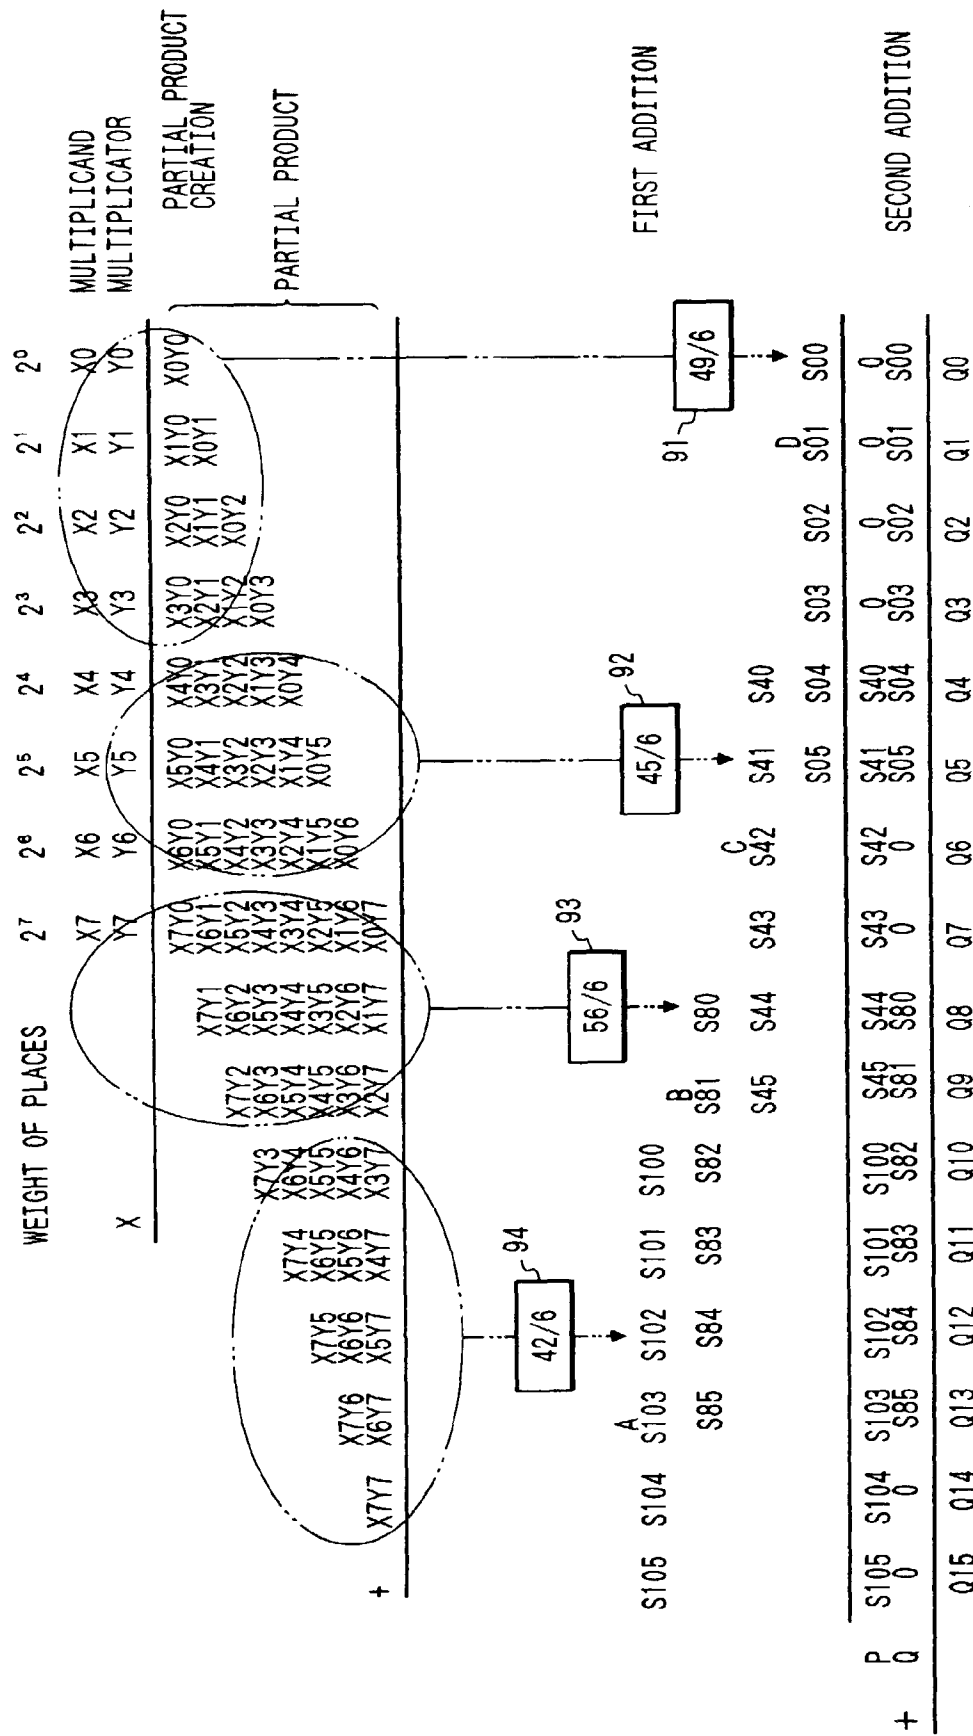 WEIGHT OF PLACES 2⁷ 2⁶ 2⁵ 2⁴ 2³ 2² 2¹ 2⁰
X7 X6 X5 X4 X3 X2 X1 X0 MULTIPLICAND
X Y7 Y6 Y5 Y4 Y3 Y2 Y1 Y0 MULTIPLICATOR
X7Y0 X6Y0 X5Y0 X4Y0 X3Y0 X2Y0 X1Y0 X0Y0 PARTIAL PRODUCT
X7Y1 X6Y1 X5Y1 X4Y1 X3Y1 X2Y1 X1Y1 X0Y1 CREATION
X7Y2 X6Y2 X5Y2 X4Y2 X3Y2 X2Y2 X1Y2 X0Y2
X7Y3 X6Y3 X5Y3 X4Y3 X3Y3 X2Y3 X1Y3 X0Y3
X7Y4 X6Y4 X5Y4 X4Y4 X3Y4 X2Y4 X1Y4 X0Y4 PARTIAL PRODUCT
X7Y5 X6Y5 X5Y5 X4Y5 X3Y5 X2Y5 X1Y5 X0Y5
X7Y6 X6Y6 X5Y6 X4Y6 X3Y6 X2Y6 X1Y6 X0Y6
+ X7Y7 X6Y7 X5Y7 X4Y7 X3Y7 X2Y7 X1Y7 X0Y7
94
42/6
93
56/6
92
45/6
91
49/6
FIRST ADDITION
A
S105 S104 S103 S102 S101 S100
B
S85 S84 S83 S82 S81 S80
C
S45 S44 S43 S42 S41 S40
D
S05 S04 S03 S02 S01 S00
P S105 S104 S103 S102 S101 S100 S45 S44 S43 S42 S41 S40 0 0 0 0
+ Q 0 0 S85 S84 S83 S82 S81 S80 0 0 S05 S04 S03 S02 S01 S00 SECOND ADDITION
Q15 Q14 Q13 Q12 Q11 Q10 Q9 Q8 Q7 Q6 Q5 Q4 Q3 Q2 Q1 Q0